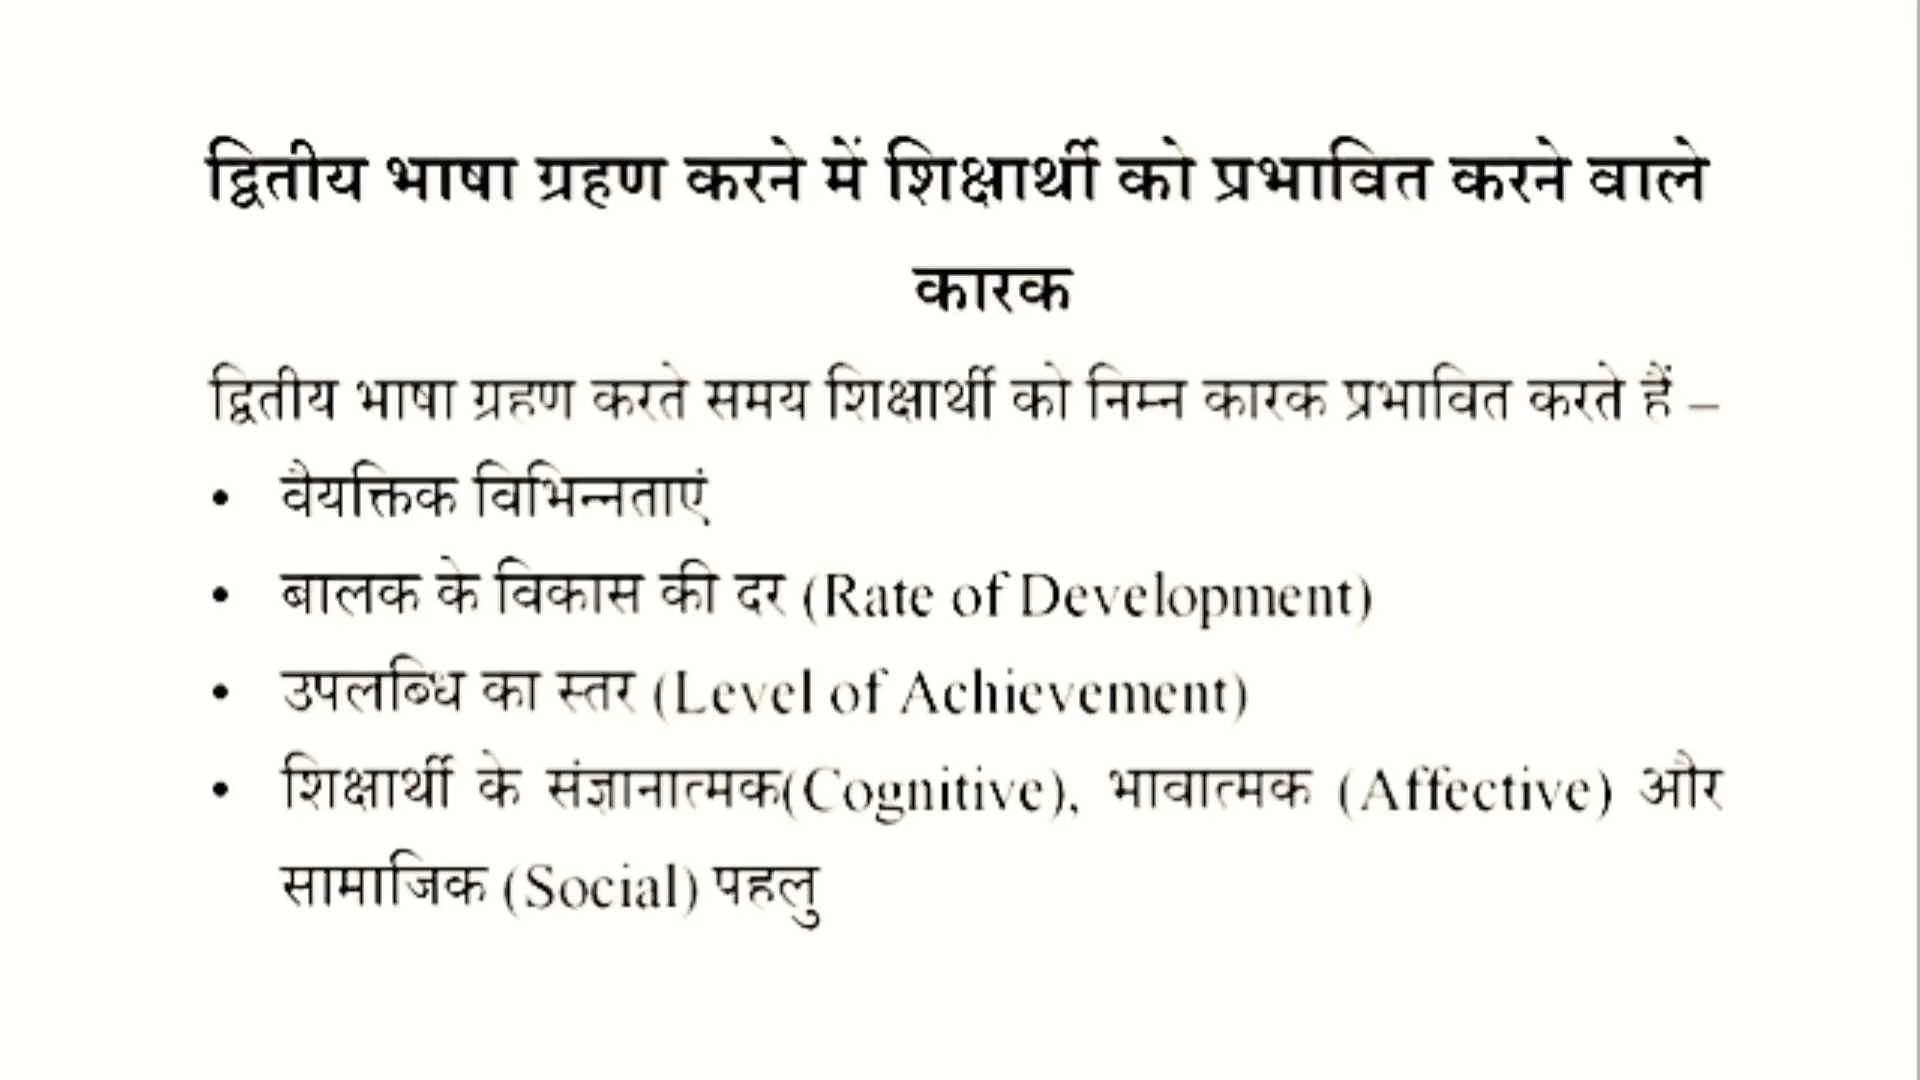 द्वितीय भाषा ग्रहण करने में शिक्षार्थी को प्रभावित करने वाले
कारक
द्वितीय भाषा ग्रहण करते समय शिक्षार्थी को निम्न कारक प्रभावित करते हैं –
• वैयक्तिक विभिन्नताएं
• बालक के विकास की दर (Rate of Development)
• उपलब्धि का स्तर (Level of Achievement)
• शिक्षार्थी के संज्ञानात्मक(Cognitive), भावात्मक (Affective) और
सामाजिक (Social) पहलु